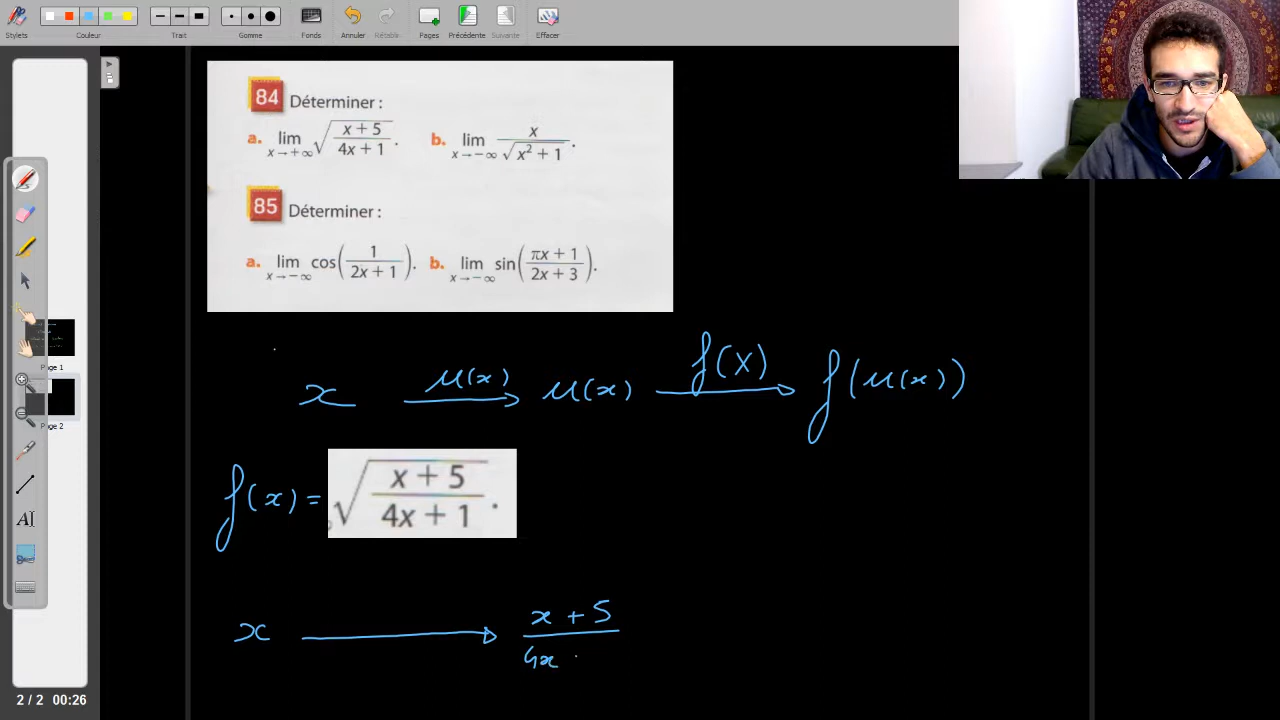 Stylets Couleur Trait Gomme Fonds Annuler Rétablir Pages Précédente Suivante Effacer
84 Déterminer :
a. lim x→+∞ √((x + 5)/(4x + 1)). b. lim x→−∞ x/√(x² + 1).
85 Déterminer :
a. lim x→−∞ cos(1/(2x + 1)). b. lim x→−∞ sin((πx + 1)/(2x + 3)).
Page 1
Page 2
x → u(x) u(x) → f(X) f(u(x))
f(x) = √((x + 5)/(4x + 1)).
x → (x + 5)/(4x
AI
2 / 2 00:26